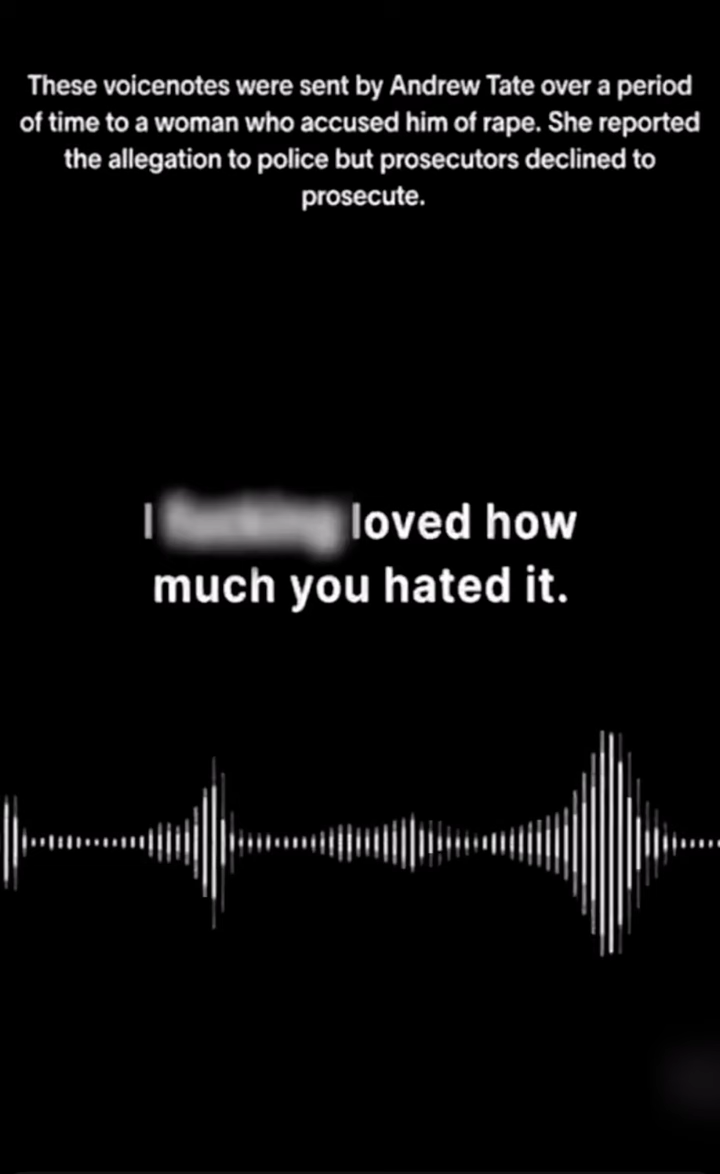 These voicenotes were sent by Andrew Tate over a period
of time to a woman who accused him of rape. She reported
the allegation to police but prosecutors declined to
prosecute.
I loved how
much you hated it.